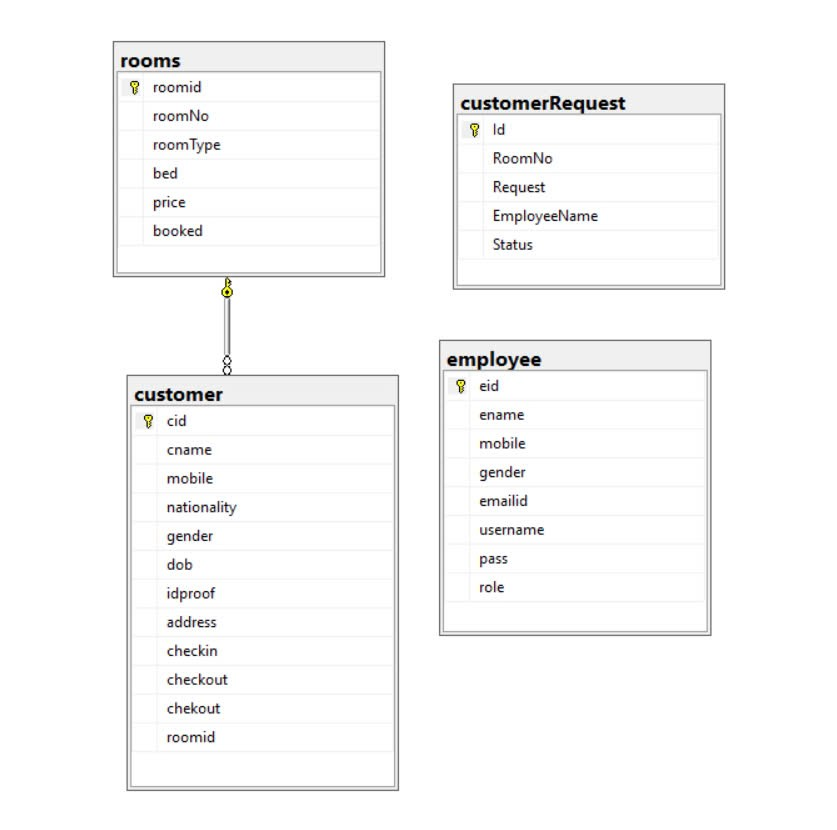 rooms
roomid
roomNo
roomType
bed
price
booked
customerRequest
Id
RoomNo
Request
EmployeeName
Status
customer
cid
cname
mobile
nationality
gender
dob
idproof
address
checkin
checkout
chekout
roomid
employee
eid
ename
mobile
gender
emailid
username
pass
role